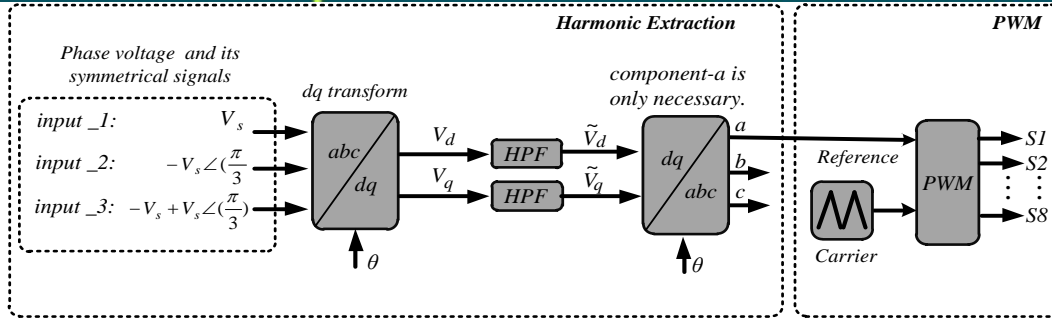 Harmonic Extraction
PWM
Phase voltage and its
symmetrical signals
input _1: V_s
input _2: −V_s∠(π/3
input _3: −V_s + V_s∠(π/3)
dq transform
abc
dq
θ
V_d
V_q
HPF
HPF
Ṽ_d
Ṽ_q
component-a is
only necessary.
dq
abc
θ
a
b
c
Reference
Carrier
PWM
S1
S2
⋮ ⋮
S8